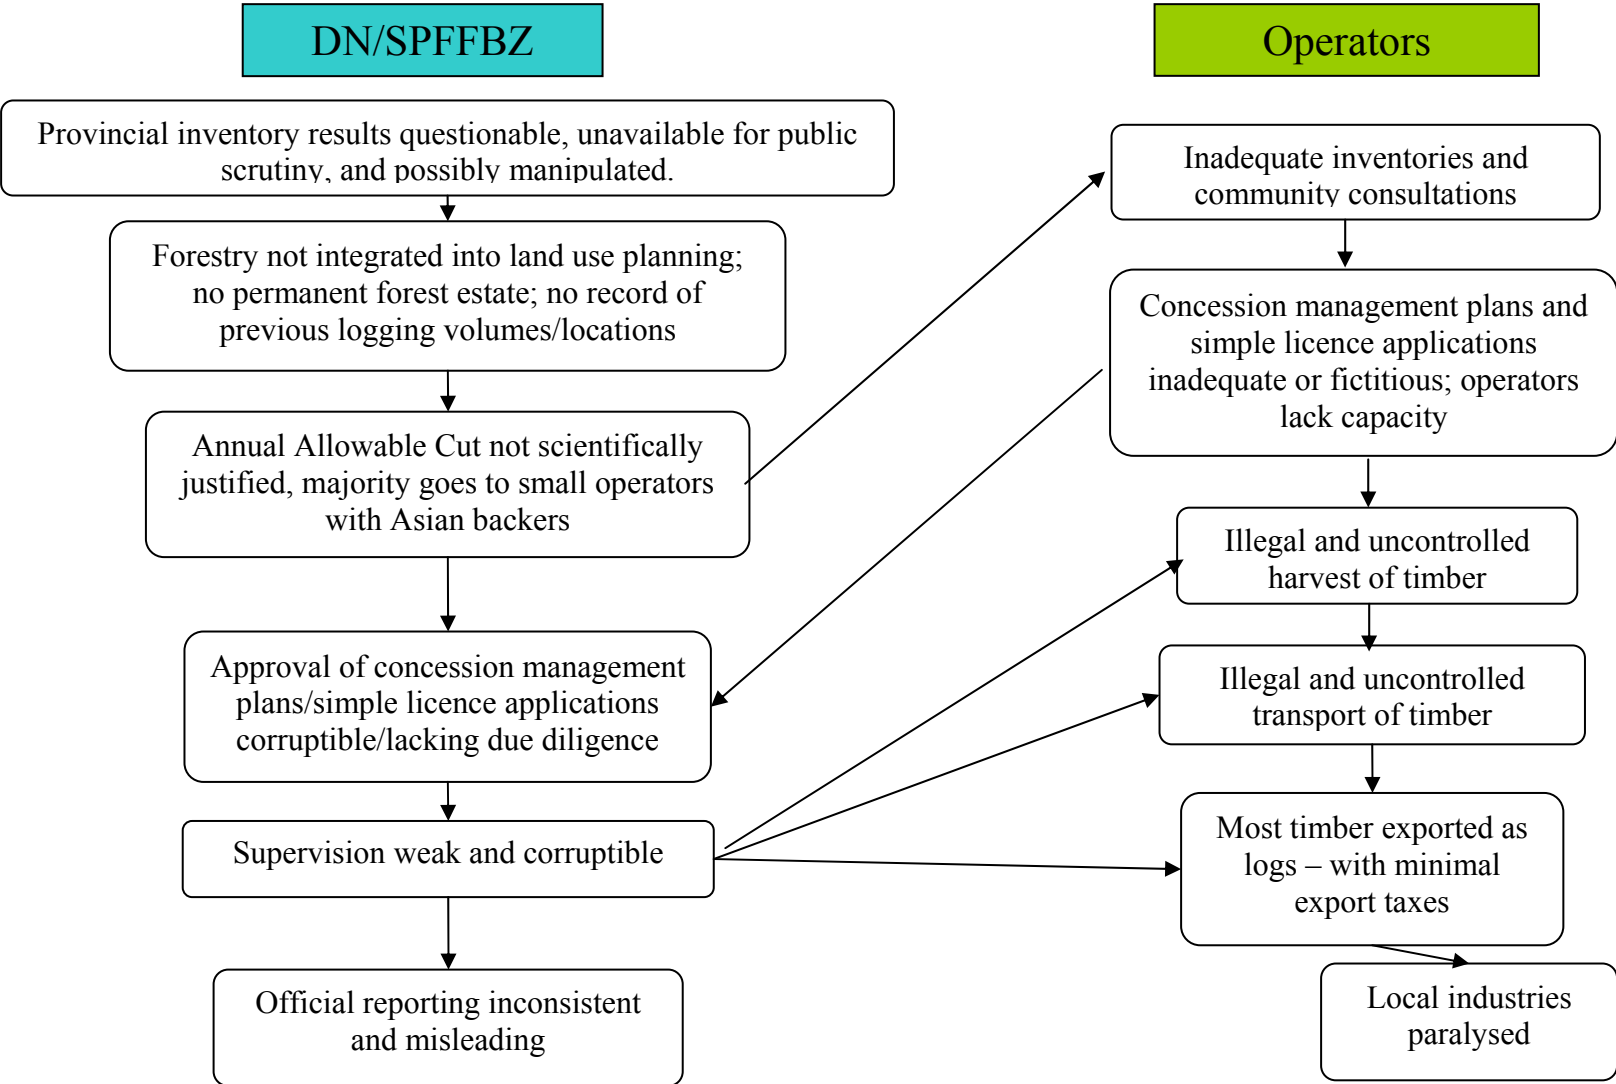 DN/SPFFBZ
Provincial inventory results questionable, unavailable for public
scrutiny, and possibly manipulated.
Forestry not integrated into land use planning;
no permanent forest estate; no record of
previous logging volumes/locations
Annual Allowable Cut not scientifically
justified, majority goes to small operators
with Asian backers
Approval of concession management
plans/simple licence applications
corruptible/lacking due diligence
Supervision weak and corruptible
Official reporting inconsistent
and misleading
Operators
Inadequate inventories and
community consultations
Concession management plans and
simple licence applications
inadequate or fictitious; operators
lack capacity
Illegal and uncontrolled
harvest of timber
Illegal and uncontrolled
transport of timber
Most timber exported as
logs – with minimal
export taxes
Local industries
paralysed